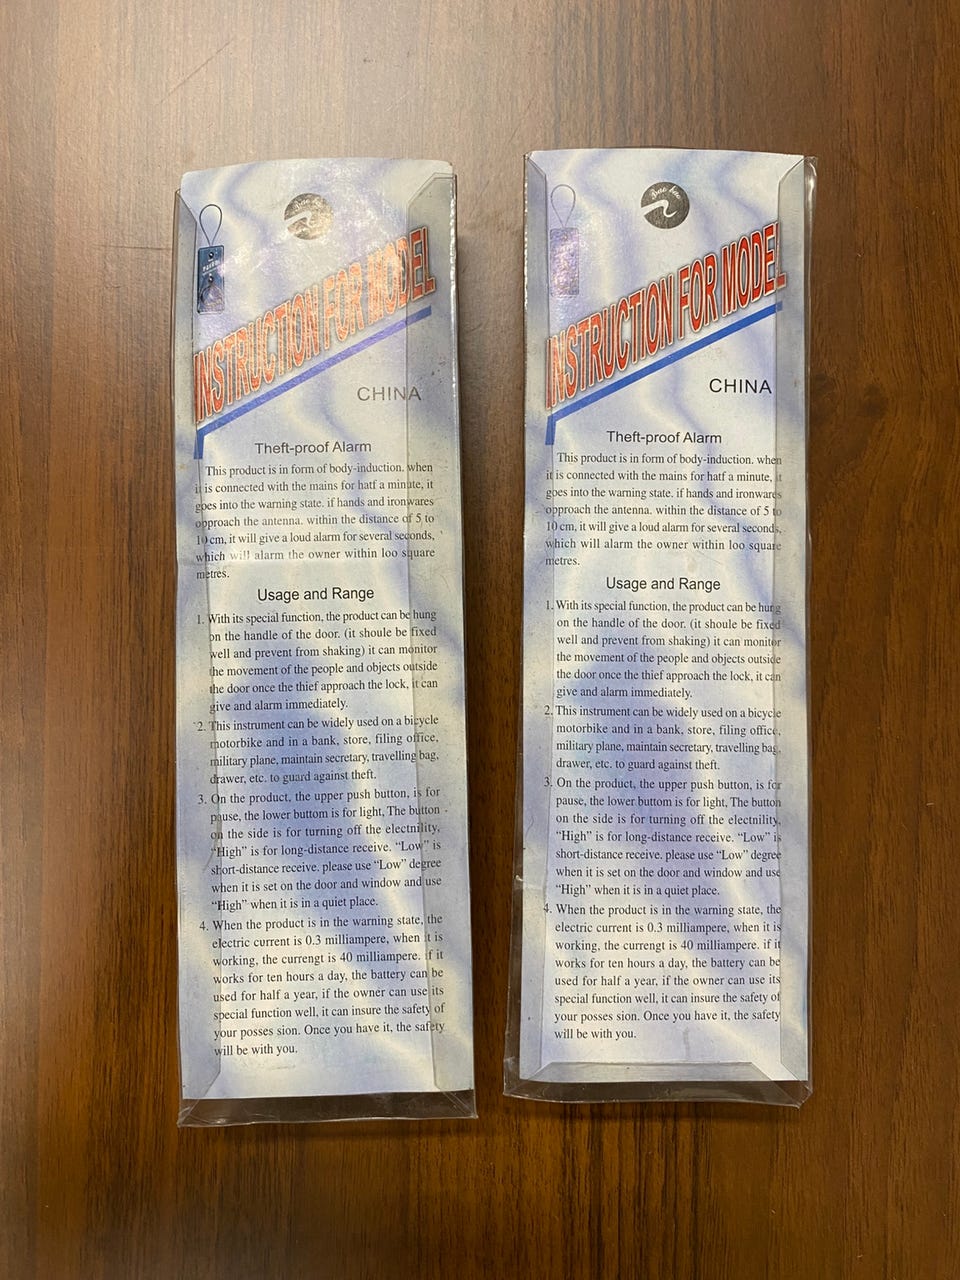 INSTRUCTION FOR MODEL
CHINA
Theft-proof Alarm
This product is in form of body-induction. when
it is connected with the mains for hatf a minute, it
goes into the warning state. if hands and ironwares
opproach the antenna. within the distance of 5 to
10 cm, it will give a loud alarm for several seconds,
which will alarm the owner within loo square
metres.
Usage and Range
1. With its special function, the product can be hung
on the handle of the door. (it shoule be fixed
well and prevent from shaking) it can monitor
the movement of the people and objects outside
the door once the thief approach the lock, it can
give and alarm immediately.
2. This instrument can be widely used on a bicycle
motorbike and in a bank, store, filing office,
military plane, maintain secretary, travelling bag,
drawer, etc. to guard against theft.
3. On the product, the upper push button, is for
pause, the lower buttom is for light, The button
on the side is for turning off the electnility,
“High” is for long-distance receive. “Low” is
short-distance receive. please use “Low” degree
when it is set on the door and window and use
“High” when it is in a quiet place.
4. When the product is in the warning state, the
electric current is 0.3 milliampere, when it is
working, the currengt is 40 milliampere. if it
works for ten hours a day, the battery can be
used for half a year, if the owner can use its
special function well, it can insure the safety of
your posses sion. Once you have it, the safety
will be with you.
INSTRUCTION FOR MODEL
CHINA
Theft-proof Alarm
This product is in form of body-induction. when
it is connected with the mains for hatf a minute, it
goes into the warning state. if hands and ironwares
opproach the antenna. within the distance of 5 to
10 cm, it will give a loud alarm for several seconds,
which will alarm the owner within loo square
metres.
Usage and Range
1. With its special function, the product can be hung
on the handle of the door. (it shoule be fixed
well and prevent from shaking) it can monitor
the movement of the people and objects outside
the door once the thief approach the lock, it can
give and alarm immediately.
2. This instrument can be widely used on a bicycle
motorbike and in a bank, store, filing office,
military plane, maintain secretary, travelling bag,
drawer, etc. to guard against theft.
3. On the product, the upper push button, is for
pause, the lower buttom is for light, The button
on the side is for turning off the electnility,
“High” is for long-distance receive. “Low” is
short-distance receive. please use “Low” degree
when it is set on the door and window and use
“High” when it is in a quiet place.
4. When the product is in the warning state, the
electric current is 0.3 milliampere, when it is
working, the currengt is 40 milliampere. if it
works for ten hours a day, the battery can be
used for half a year, if the owner can use its
special function well, it can insure the safety of
your posses sion. Once you have it, the safety
will be with you.